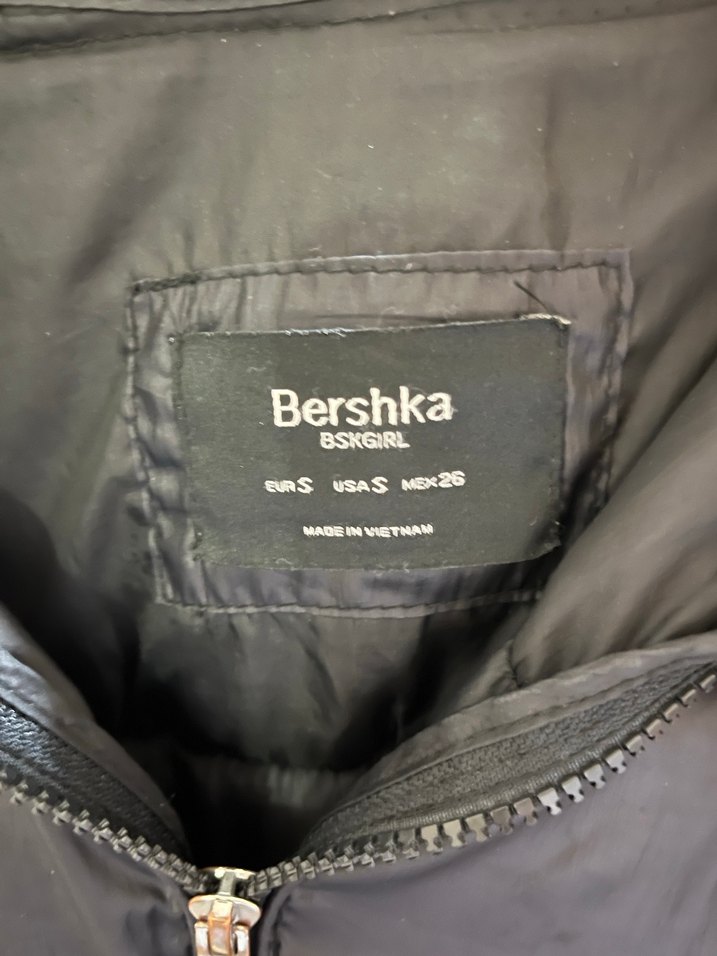 Bershka
BSKGIRL
EUR S USA S MEX 26
MADE IN VIETNAM